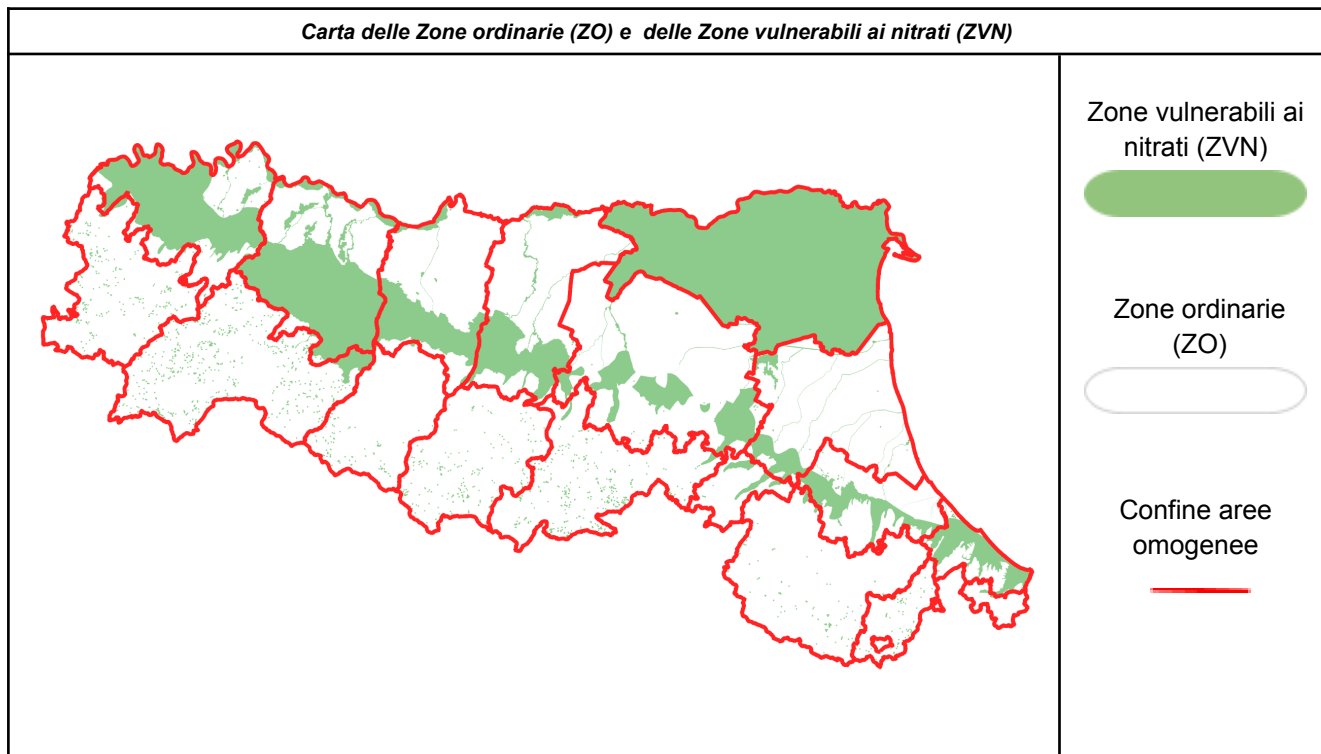 Carta delle Zone ordinarie (ZO) e delle Zone vulnerabili ai nitrati (ZVN)
Zone vulnerabili ai
nitrati (ZVN)
Zone ordinarie
(ZO)
Confine aree
omogenee